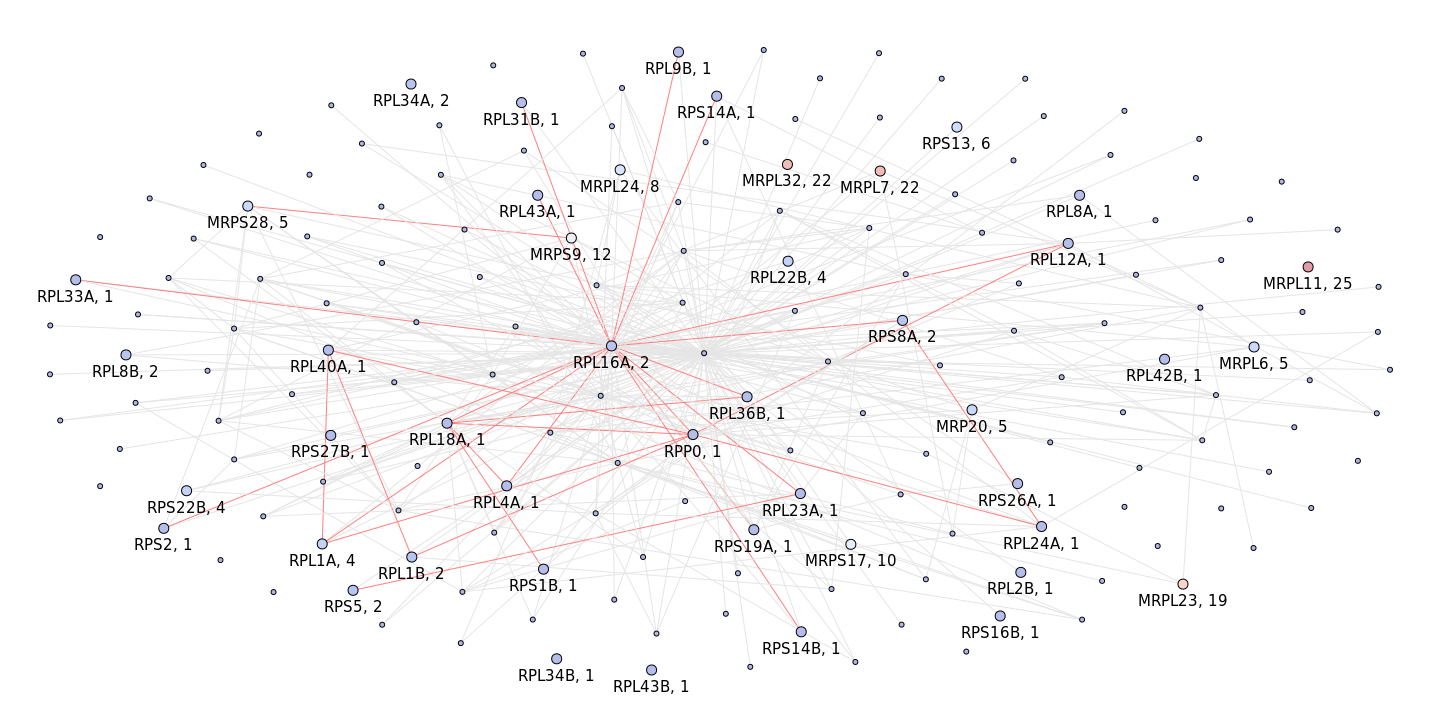 RPL9B, 1
RPL34A, 2
RPS14A, 1
RPL31B, 1
RPS13, 6
MRPL32, 22
MRPL24, 8
MRPL7, 22
RPL43A, 1
RPL8A, 1
MRPS28, 5
MRPS9, 12
RPL12A, 1
RPL22B, 4
MRPL11, 25
RPL33A, 1
RPS8A, 2
RPL16A, 2
RPL40A, 1
MRPL6, 5
RPL8B, 2
RPL42B, 1
RPL36B, 1
MRP20, 5
RPL18A, 1
RPS27B, 1
RPP0, 1
RPS26A, 1
RPL4A, 1
RPS22B, 4
RPL23A, 1
RPS2, 1
RPL24A, 1
RPS19A, 1
RPL1A, 4
MRPS17, 10
RPL1B, 2
RPS1B, 1
RPL2B, 1
MRPL23, 19
RPS5, 2
RPS16B, 1
RPS14B, 1
RPL34B, 1
RPL43B, 1